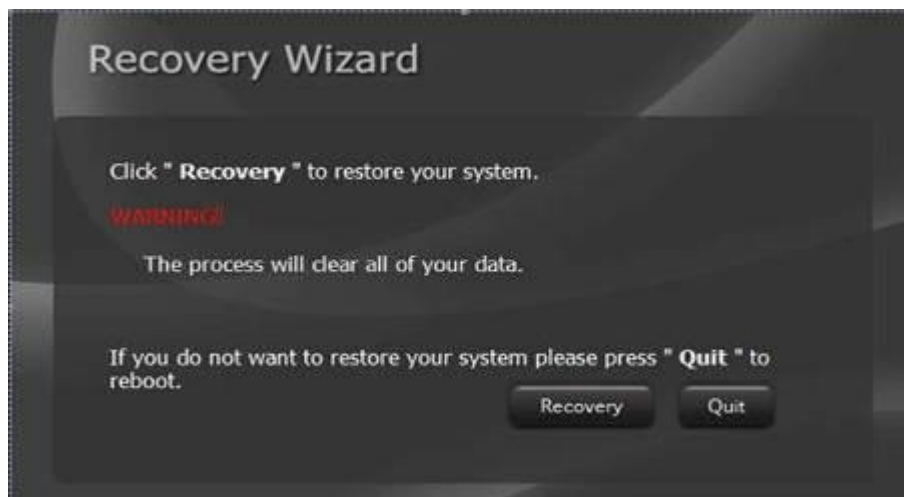 Recovery Wizard
Click " Recovery " to restore your system.
WARNING!
The process will clear all of your data.
If you do not want to restore your system please press " Quit " to
reboot.
Recovery
Quit